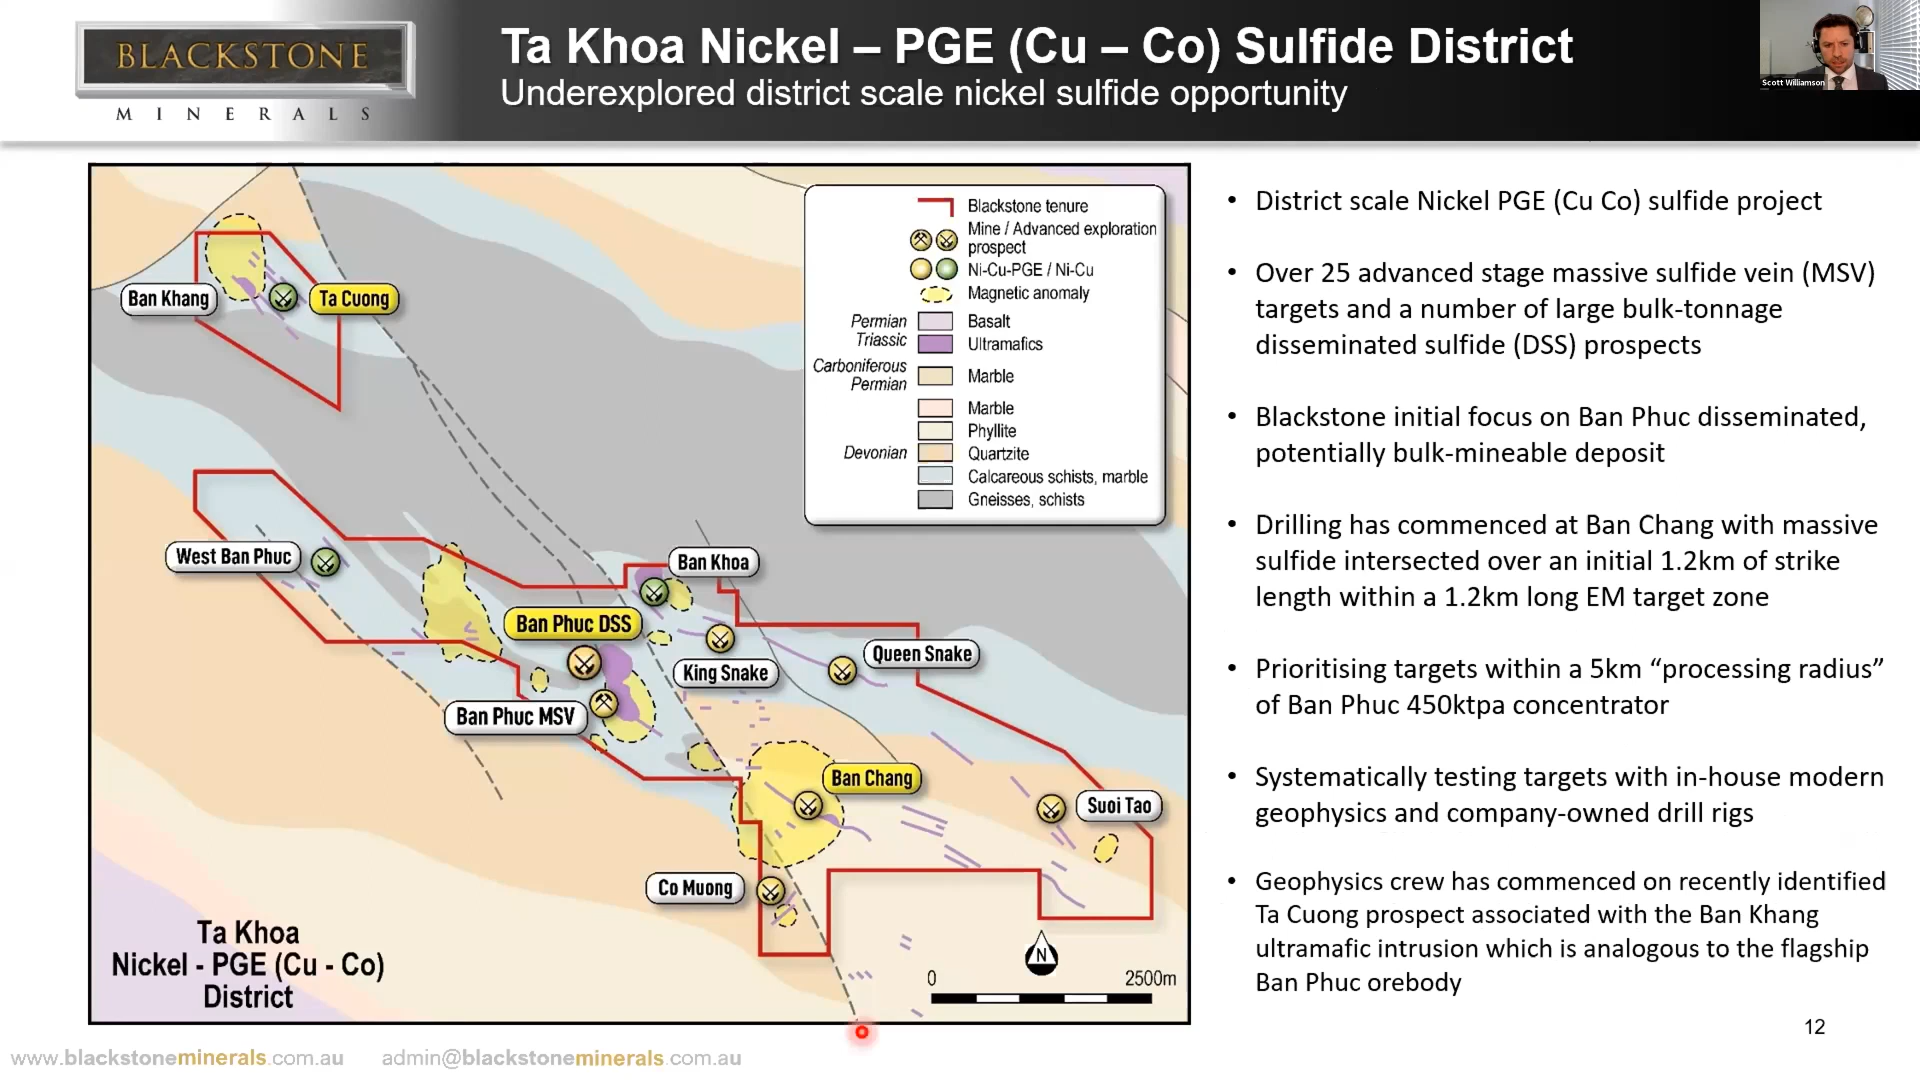 BLACKSTONE
MINERALS
Ta Khoa Nickel – PGE (Cu – Co) Sulfide District
Underexplored district scale nickel sulfide opportunity
Scott Williamson
Blackstone tenure
Mine / Advanced exploration
prospect
Ni-Cu-PGE / Ni-Cu
Magnetic anomaly
Permian
Triassic
Basalt
Ultramafics
Carboniferous
Permian
Marble
Marble
Phyllite
Devonian
Quartzite
Calcareous schists, marble
Gneisses, schists
Ban Khang
Ta Cuong
West Ban Phuc
Ban Khoa
Ban Phuc DSS
King Snake
Queen Snake
Ban Phuc MSV
Ban Chang
Suoi Tao
Co Muong
Ta Khoa
Nickel - PGE (Cu - Co)
District
N
0 2500m
• District scale Nickel PGE (Cu Co) sulfide project
• Over 25 advanced stage massive sulfide vein (MSV)
targets and a number of large bulk-tonnage
disseminated sulfide (DSS) prospects
• Blackstone initial focus on Ban Phuc disseminated,
potentially bulk-mineable deposit
• Drilling has commenced at Ban Chang with massive
sulfide intersected over an initial 1.2km of strike
length within a 1.2km long EM target zone
• Prioritising targets within a 5km “processing radius”
of Ban Phuc 450ktpa concentrator
• Systematically testing targets with in-house modern
geophysics and company-owned drill rigs
• Geophysics crew has commenced on recently identified
Ta Cuong prospect associated with the Ban Khang
ultramafic intrusion which is analogous to the flagship
Ban Phuc orebody
12
www.blackstoneminerals.com.au admin@blackstoneminerals.com.au